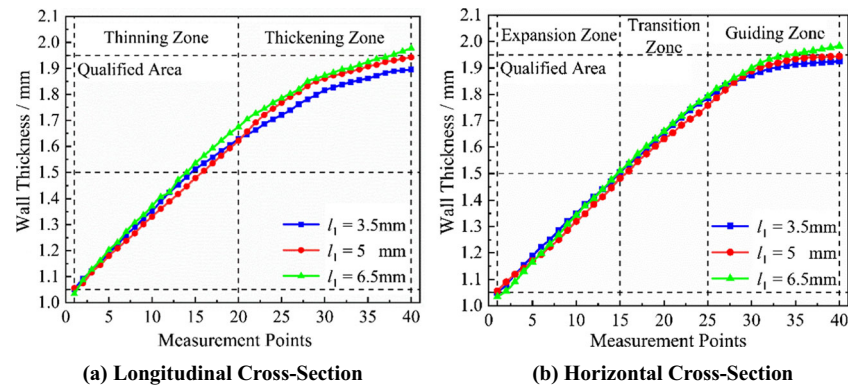 Thinning Zone
Thickening Zone
Qualified Area
Wall Thickness / mm
2.1
2.0
1.9
1.8
1.7
1.6
1.5
1.4
1.3
1.2
1.1
1.0
l₁ = 3.5mm
l₁ = 5 mm
l₁ = 6.5mm
0 5 10 15 20 25 30 35 40
Measurement Points
(a) Longitudinal Cross-Section
Expansion Zone
Transition
Zone
Guiding Zone
Qualified Area
Wall Thickness / mm
2.1
2.0
1.9
1.8
1.7
1.6
1.5
1.4
1.3
1.2
1.1
1.0
l₁ = 3.5mm
l₁ = 5 mm
l₁ = 6.5mm
0 5 10 15 20 25 30 35 40
Measurement Points
(b) Horizontal Cross-Section